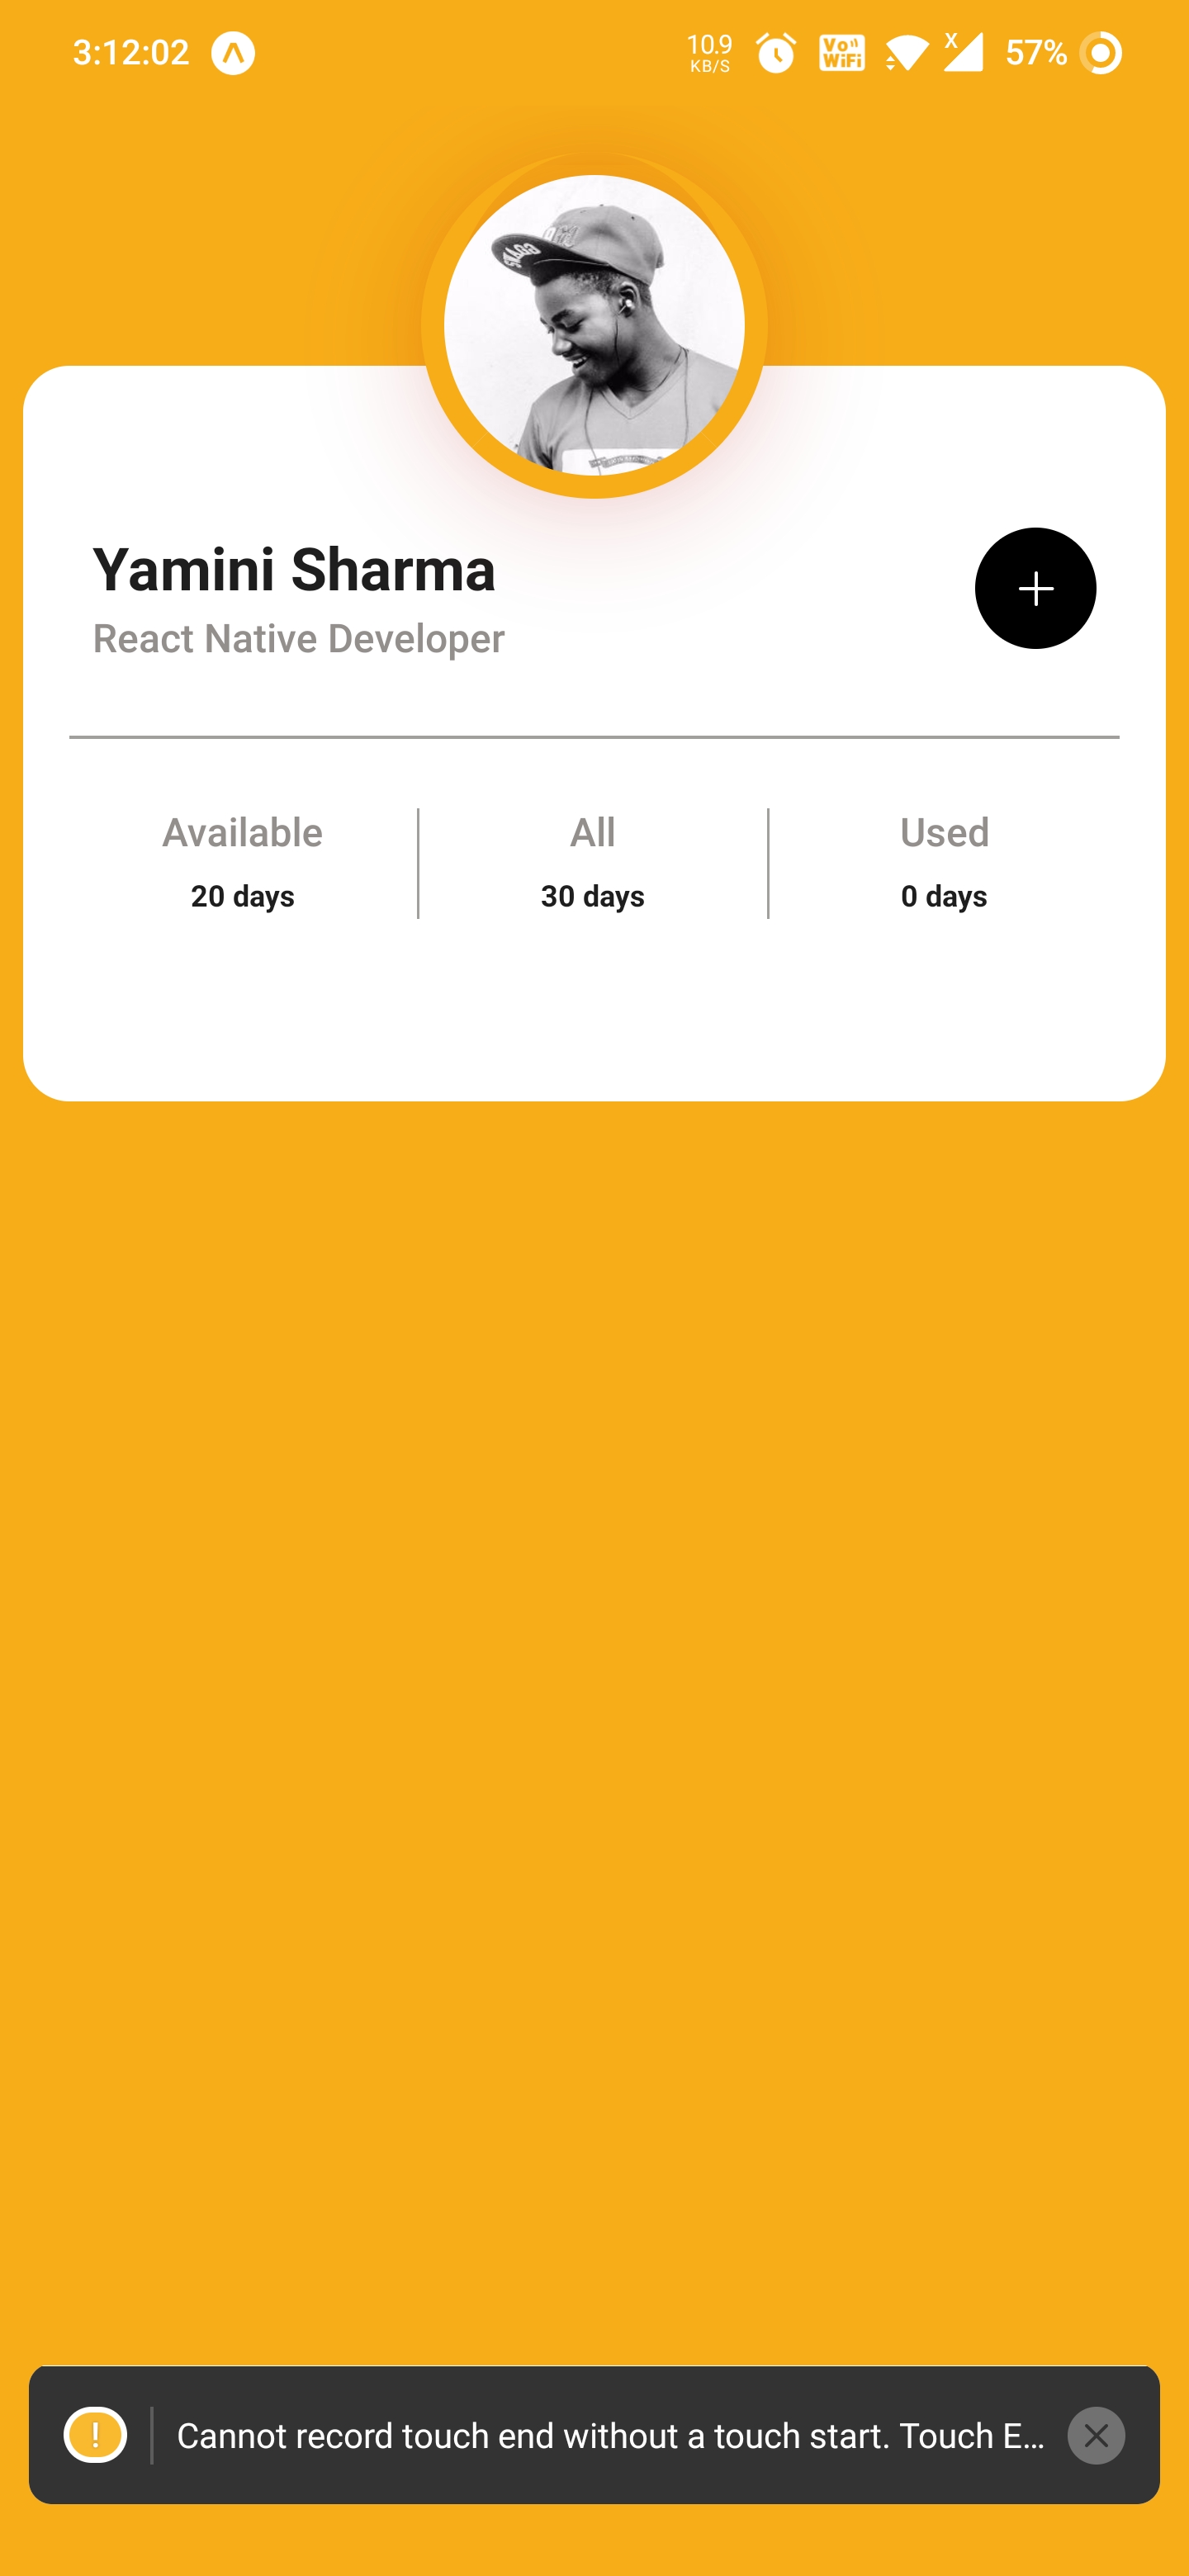 3:12:02
10.9
KB/S
Vo
WiFi
X
57%
Yamini Sharma
React Native Developer
Available
All
Used
20 days
30 days
0 days
! Cannot record touch end without a touch start. Touch E...